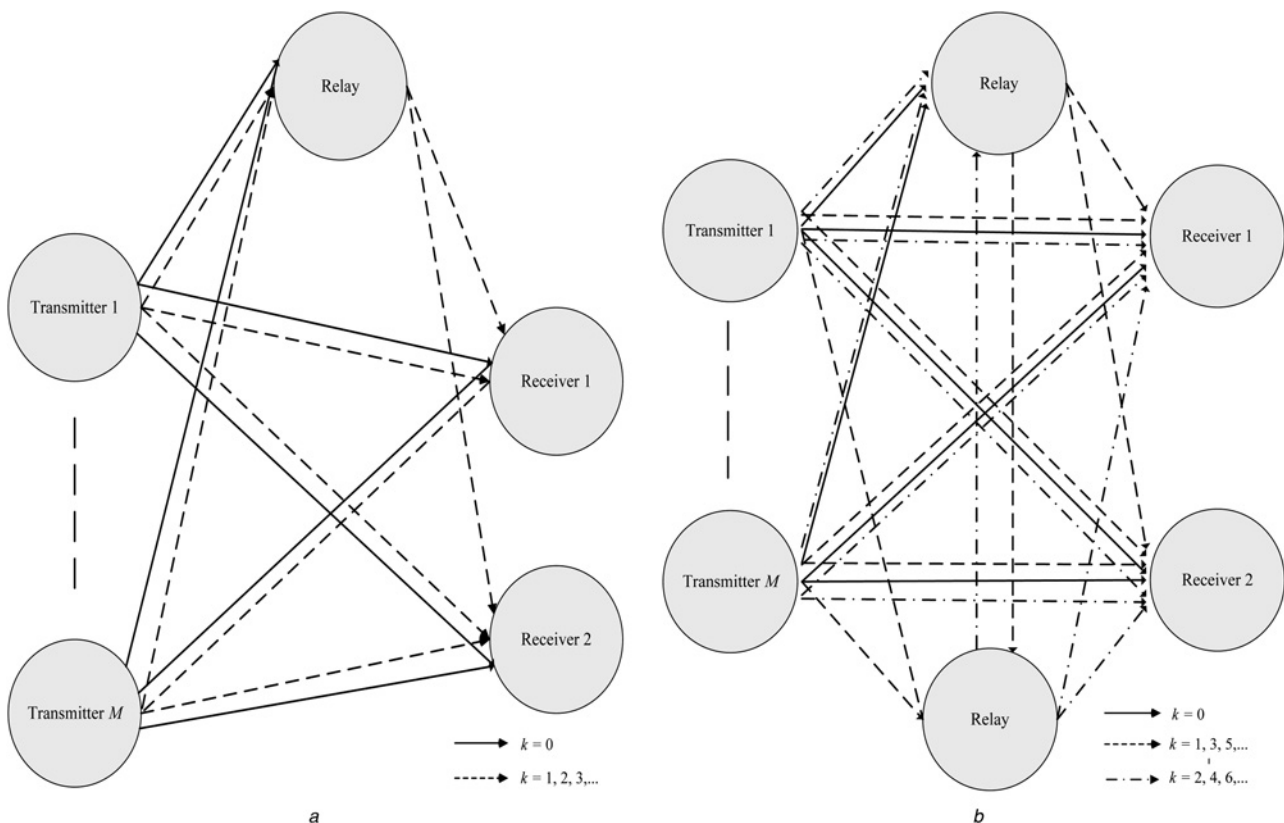 Relay
Transmitter 1
Receiver 1
Receiver 2
Transmitter M
k = 0
k = 1, 2, 3,...
a
Relay
Transmitter 1
Receiver 1
Transmitter M
Receiver 2
Relay
k = 0
k = 1, 3, 5,...
k = 2, 4, 6,...
b